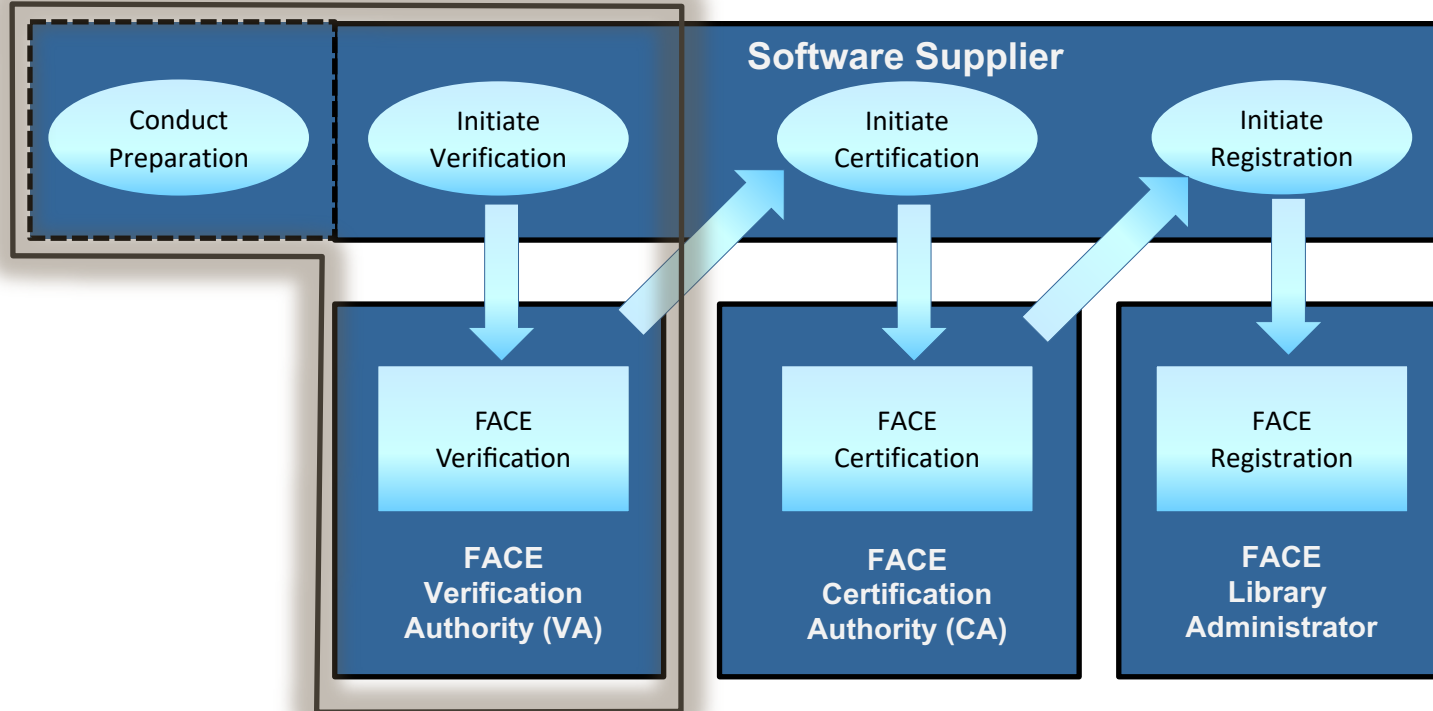 Software Supplier
Conduct
Preparation
Initiate
Verification
Initiate
Certification
Initiate
Registration
FACE
Verification
FACE
Certification
FACE
Registration
FACE
Verification
Authority (VA)
FACE
Certification
Authority (CA)
FACE
Library
Administrator